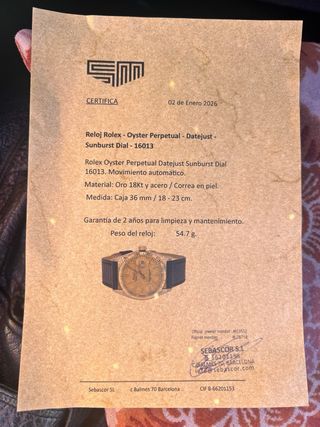 CERTIFICA 02 de Enero 2026
Reloj Rolex - Oyster Perpetual - Datejust -
Sunburst Dial - 16013
Rolex Oyster Perpetual Datejust Sunburst Dial
16013. Movimiento automático.
Material: Oro 18Kt y acero / Correa en piel.
Medida: Caja 36 mm / 18 - 23 cm.
Garantía de 2 años para limpieza y mantenimiento.
Peso del reloj: 54.7 g.
SEBASCOR S.L
Sebascor SL c Balmes 70 Barcelona CIF B-66201153